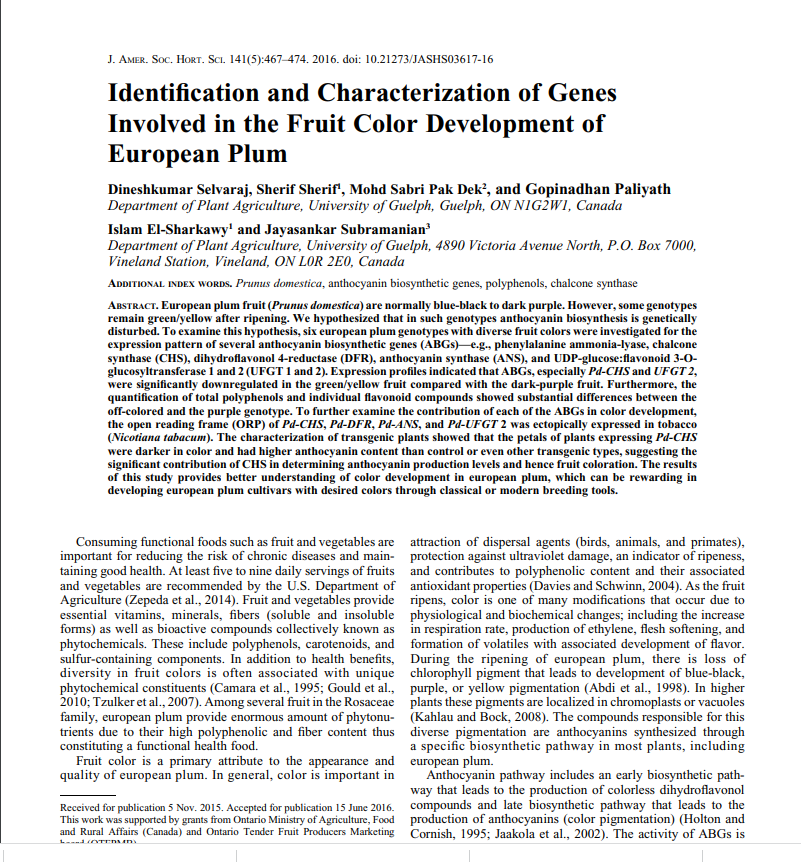 J. AMER. SOC. HORT. SCI. 141(5):467–474. 2016. doi: 10.21273/JASHS03617-16
Identification and Characterization of Genes
Involved in the Fruit Color Development of
European Plum
Dineshkumar Selvaraj, Sherif Sherif¹, Mohd Sabri Pak Dek², and Gopinadhan Paliyath
Department of Plant Agriculture, University of Guelph, Guelph, ON N1G2W1, Canada
Islam El-Sharkawy¹ and Jayasankar Subramanian³
Department of Plant Agriculture, University of Guelph, 4890 Victoria Avenue North, P.O. Box 7000,
Vineland Station, Vineland, ON L0R 2E0, Canada
ADDITIONAL INDEX WORDS. Prunus domestica, anthocyanin biosynthetic genes, polyphenols, chalcone synthase
ABSTRACT. European plum fruit (Prunus domestica) are normally blue-black to dark purple. However, some genotypes
remain green/yellow after ripening. We hypothesized that in such genotypes anthocyanin biosynthesis is genetically
disturbed. To examine this hypothesis, six european plum genotypes with diverse fruit colors were investigated for the
expression pattern of several anthocyanin biosynthetic genes (ABGs)—e.g., phenylalanine ammonia-lyase, chalcone
synthase (CHS), dihydroflavonol 4-reductase (DFR), anthocyanin synthase (ANS), and UDP-glucose:flavonoid 3-O-
glucosyltransferase 1 and 2 (UFGT 1 and 2). Expression profiles indicated that ABGs, especially Pd-CHS and UFGT 2,
were significantly downregulated in the green/yellow fruit compared with the dark-purple fruit. Furthermore, the
quantification of total polyphenols and individual flavonoid compounds showed substantial differences between the
off-colored and the purple genotype. To further examine the contribution of each of the ABGs in color development,
the open reading frame (ORP) of Pd-CHS, Pd-DFR, Pd-ANS, and Pd-UFGT 2 was ectopically expressed in tobacco
(Nicotiana tabacum). The characterization of transgenic plants showed that the petals of plants expressing Pd-CHS
were darker in color and had higher anthocyanin content than control or even other transgenic types, suggesting the
significant contribution of CHS in determining anthocyanin production levels and hence fruit coloration. The results
of this study provides better understanding of color development in european plum, which can be rewarding in
developing european plum cultivars with desired colors through classical or modern breeding tools.
Consuming functional foods such as fruit and vegetables are
important for reducing the risk of chronic diseases and main-
taining good health. At least five to nine daily servings of fruits
and vegetables are recommended by the U.S. Department of
Agriculture (Zepeda et al., 2014). Fruit and vegetables provide
essential vitamins, minerals, fibers (soluble and insoluble
forms) as well as bioactive compounds collectively known as
phytochemicals. These include polyphenols, carotenoids, and
sulfur-containing components. In addition to health benefits,
diversity in fruit colors is often associated with unique
phytochemical constituents (Camara et al., 1995; Gould et al.,
2010; Tzulker et al., 2007). Among several fruit in the Rosaceae
family, european plum provide enormous amount of phytonu-
trients due to their high polyphenolic and fiber content thus
constituting a functional health food.
Fruit color is a primary attribute to the appearance and
quality of european plum. In general, color is important in
Received for publication 5 Nov. 2015. Accepted for publication 15 June 2016.
This work was supported by grants from Ontario Ministry of Agriculture, Food
and Rural Affairs (Canada) and Ontario Tender Fruit Producers Marketing
attraction of dispersal agents (birds, animals, and primates),
protection against ultraviolet damage, an indicator of ripeness,
and contributes to polyphenolic content and their associated
antioxidant properties (Davies and Schwinn, 2004). As the fruit
ripens, color is one of many modifications that occur due to
physiological and biochemical changes; including the increase
in respiration rate, production of ethylene, flesh softening, and
formation of volatiles with associated development of flavor.
During the ripening of european plum, there is loss of
chlorophyll pigment that leads to development of blue-black,
purple, or yellow pigmentation (Abdi et al., 1998). In higher
plants these pigments are localized in chromoplasts or vacuoles
(Kahlau and Bock, 2008). The compounds responsible for this
diverse pigmentation are anthocyanins synthesized through
a specific biosynthetic pathway in most plants, including
european plum.
Anthocyanin pathway includes an early biosynthetic path-
way that leads to the production of colorless dihydroflavonol
compounds and late biosynthetic pathway that leads to the
production of anthocyanins (color pigmentation) (Holton and
Cornish, 1995; Jaakola et al., 2002). The activity of ABGs is